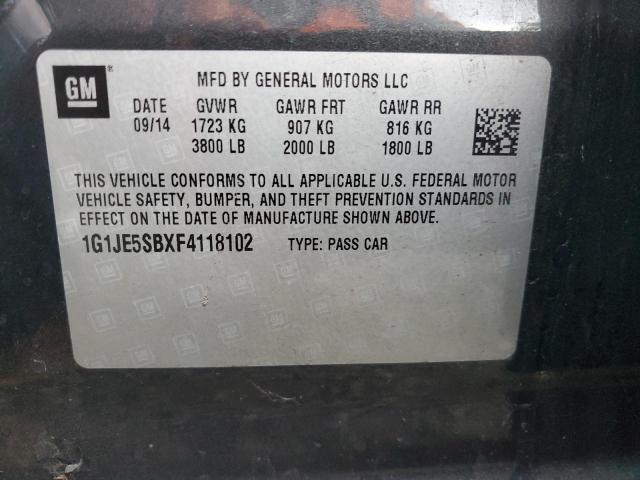 GM ® MFD BY GENERAL MOTORS LLC
DATE GVWR GAWR FRT GAWR RR
09/14 1723 KG 907 KG 816 KG
3800 LB 2000 LB 1800 LB
THIS VEHICLE CONFORMS TO ALL APPLICABLE U.S. FEDERAL MOTOR
VEHICLE SAFETY, BUMPER, AND THEFT PREVENTION STANDARDS IN
EFFECT ON THE DATE OF MANUFACTURE SHOWN ABOVE.
1G1JE5SBXF4118102 TYPE: PASS CAR